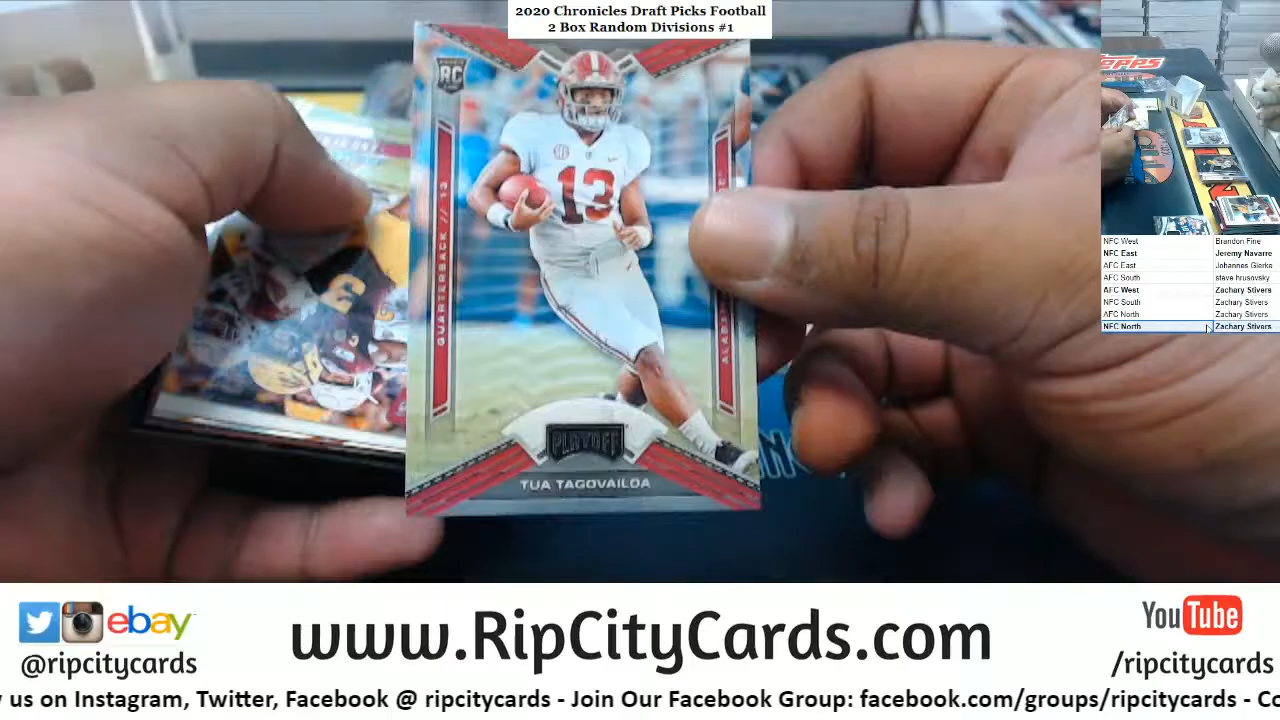 2020 Chronicles Draft Picks Football
2 Box Random Divisions #1
RC
QUARTERBACK // 13
13
PLAYOFF
TUA TAGOVAILOA
NFC West Brandon Fine
NFC East Jeremy Navarre
AFC East Johannes Gierke
AFC South steve hrusovsky
AFC West Zachary Stivers
NFC South Zachary Stivers
AFC North Zachary Stivers
NFC North Zachary Stivers
ebay
@ripcitycards
www.RipCityCards.com
YouTube
/ripcitycards
us on Instagram, Twitter, Facebook @ ripcitycards - Join Our Facebook Group: facebook.com/groups/ripcitycards - Co